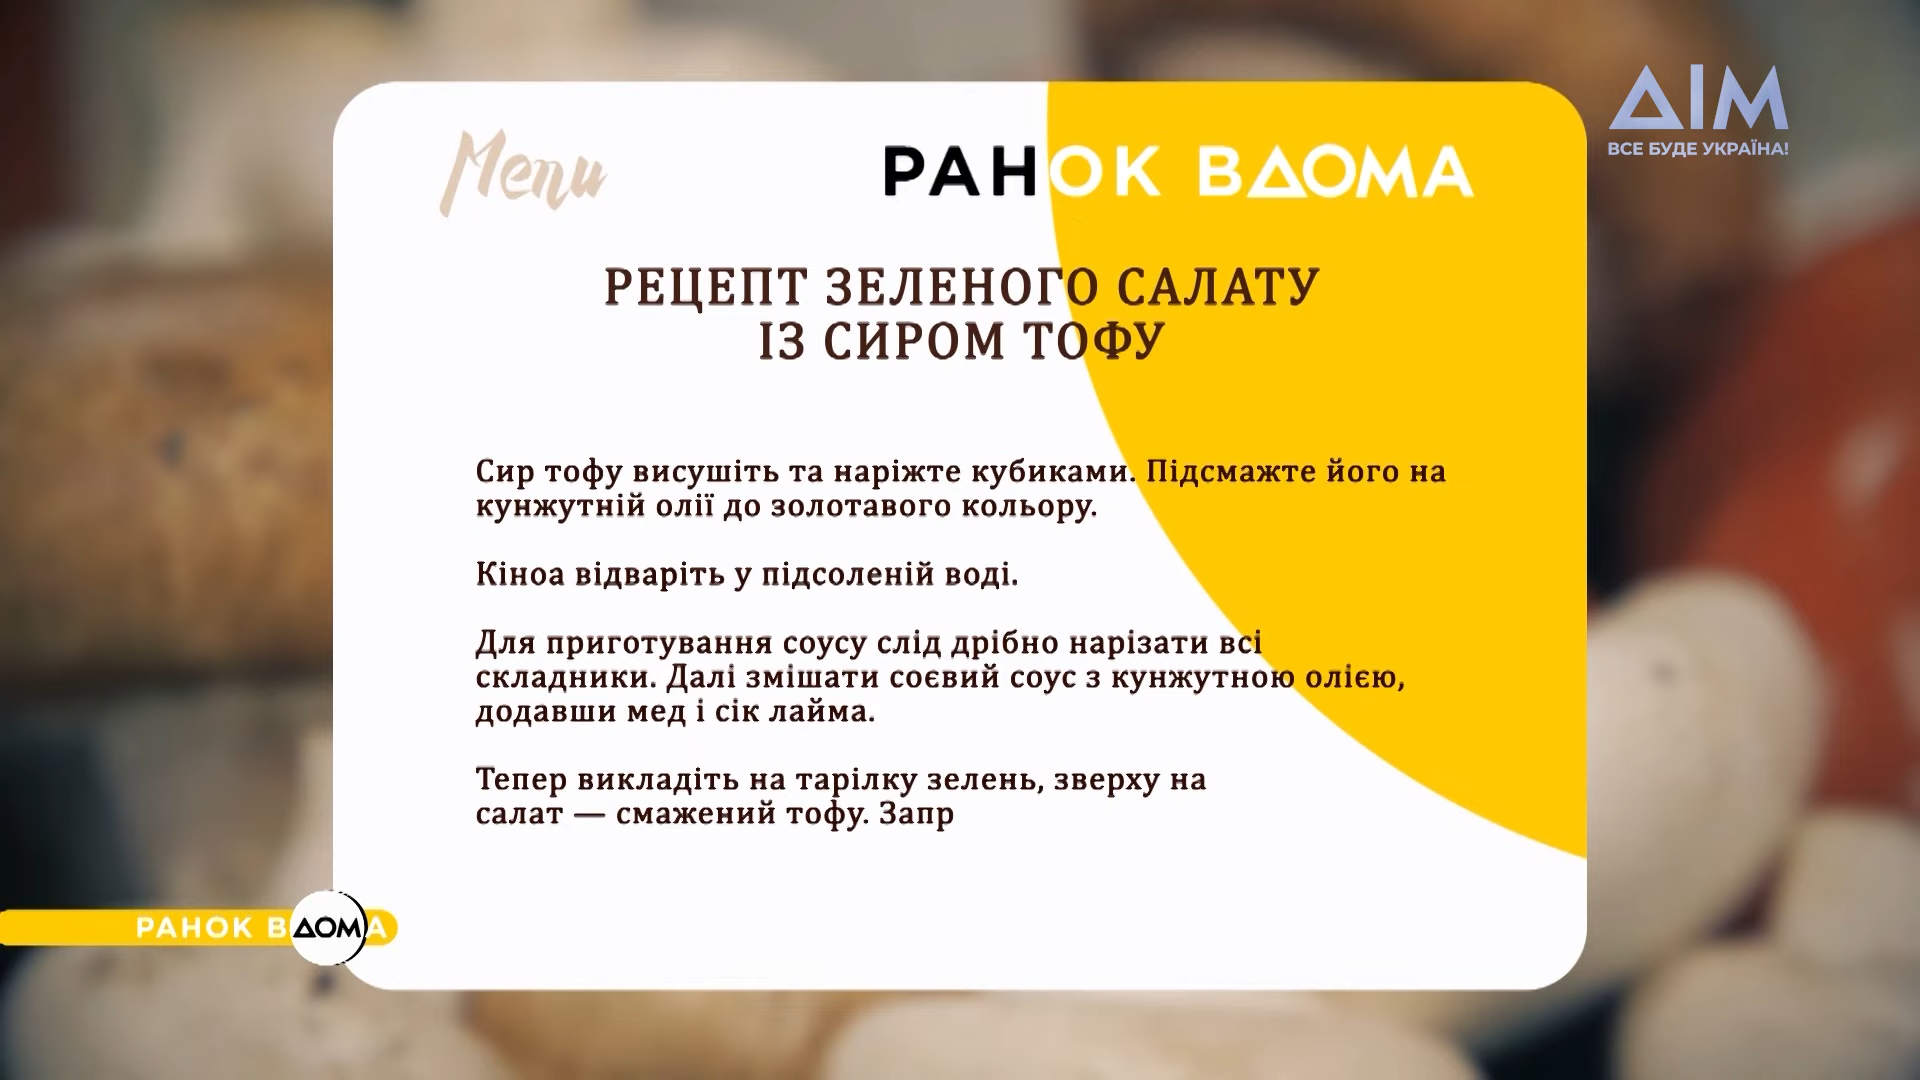 ДІМ
ВСЕ БУДЕ УКРАЇНА!
Menu
РАНОК ВДОМА
РЕЦЕПТ ЗЕЛЕНОГО САЛАТУ
ІЗ СИРОМ ТОФУ
Сир тофу висушіть та наріжте кубиками. Підсмажте його на
кунжутній олії до золотавого кольору.
Кіноа відваріть у підсоленій воді.
Для приготування соусу слід дрібно нарізати всі
складники. Далі змішати соєвий соус з кунжутною олією,
додавши мед і сік лайма.
Тепер викладіть на тарілку зелень, зверху на
салат — смажений тофу. Запр
РАНОК ВДОМА